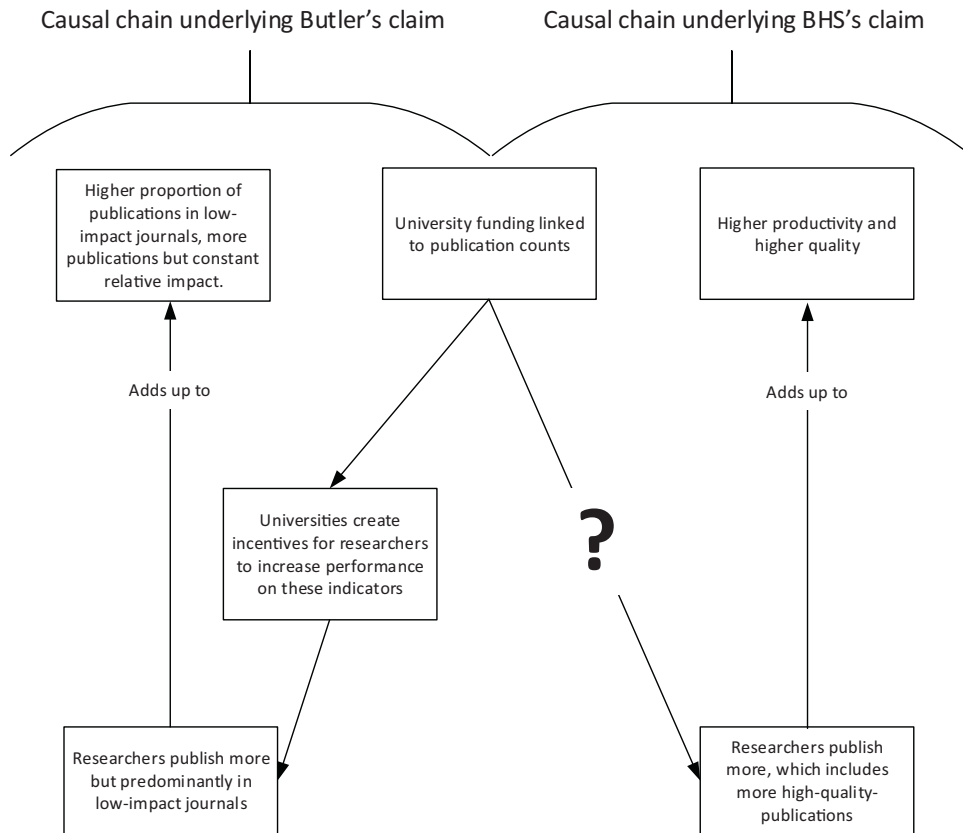 Causal chain underlying Butler’s claim
Causal chain underlying BHS’s claim
Higher proportion of
publications in low-
impact journals, more
publications but constant
relative impact.
University funding linked
to publication counts
Higher productivity and
higher quality
Adds up to
Adds up to
Universities create
incentives for researchers
to increase performance
on these indicators
?
Researchers publish more
but predominantly in
low-impact journals
Researchers publish
more, which includes
more high-quality-
publications